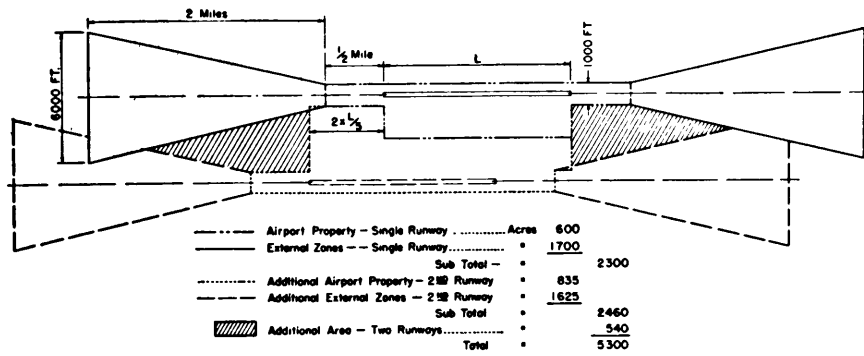 2 Miles
1/2 Mile
L
1000 FT.
6000 FT.
2 x L/5
Airport Property – Single Runway . .......... Acres 600
External Zones – – Single Runway .......... " 1700
Sub Total – " 2300
Additional Airport Property – 2ND Runway " 835
Additional External Zones – 2ND Runway " 1625
Sub Total " 2460
Additional Area – Two Runways .......... " 540
Total " 5300